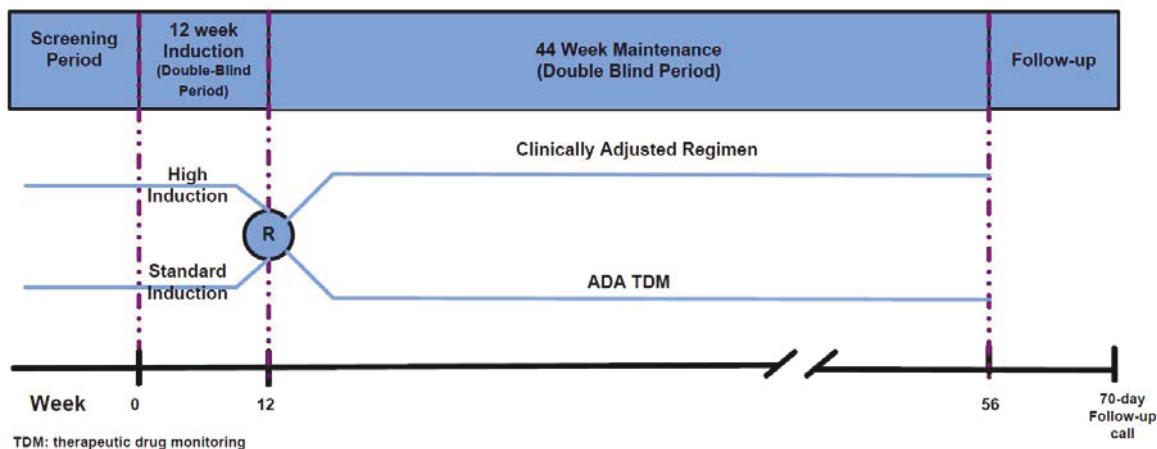 Screening
Period
12 week
Induction
(Double-Blind
Period)
44 Week Maintenance
(Double Blind Period)
Follow-up
High
Induction
Clinically Adjusted Regimen
R
Standard
Induction
ADA TDM
Week
0
12
56
70-day
Follow-up
call
TDM: therapeutic drug monitoring